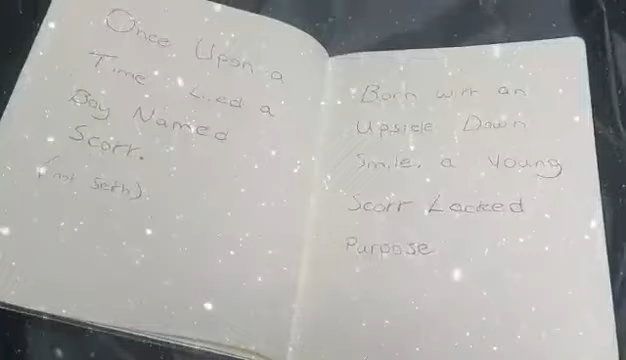 Once Upon a
Time Lived a
Boy Named
Scott.
(not Seth).
Born with an
Upside Down
Smile, a Young
Scott Lacked
Purpose